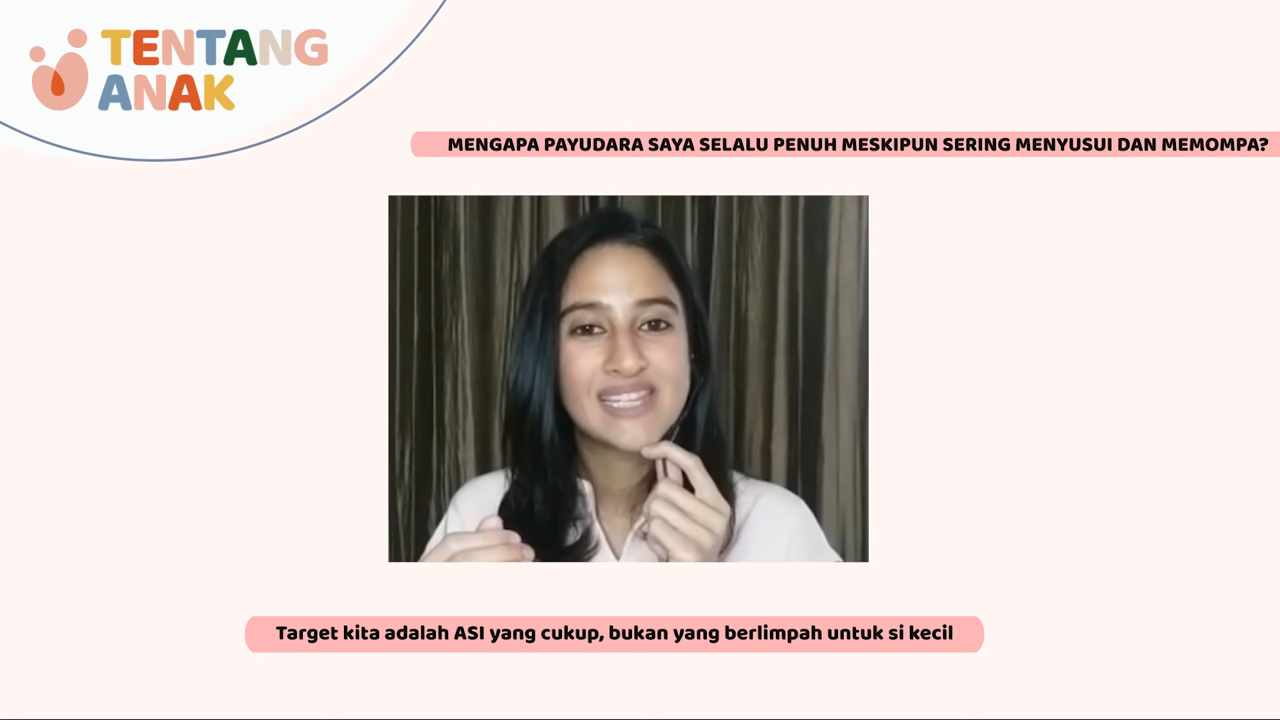 TENTANG
ANAK
MENGAPA PAYUDARA SAYA SELALU PENUH MESKIPUN SERING MENYUSUI DAN MEMOMPA?
Target kita adalah ASI yang cukup, bukan yang berlimpah untuk si kecil